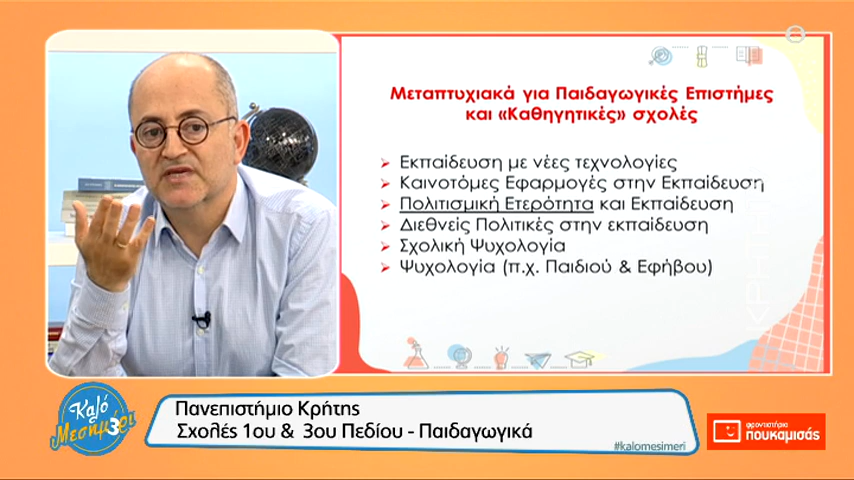 Μεταπτυχιακά για Παιδαγωγικές Επιστήμες
και «Καθηγητικές» σχολές
Εκπαίδευση με νέες τεχνολογίες
Καινοτόμες Εφαρμογές στην Εκπαίδευση
Πολιτισμική Ετερότητα και Εκπαίδευση
Διεθνείς Πολιτικές στην εκπαίδευση
Σχολική Ψυχολογία
Ψυχολογία (π.χ. Παιδιού & Εφήβου)
ΚΡΗΤΗ
Καλό
Μεσημέρι
3
Πανεπιστήμιο Κρήτης
Σχολές 1ου & 3ου Πεδίου - Παιδαγωγικά
#kalomesimeri
φροντιστήρια
πουκαμισάς